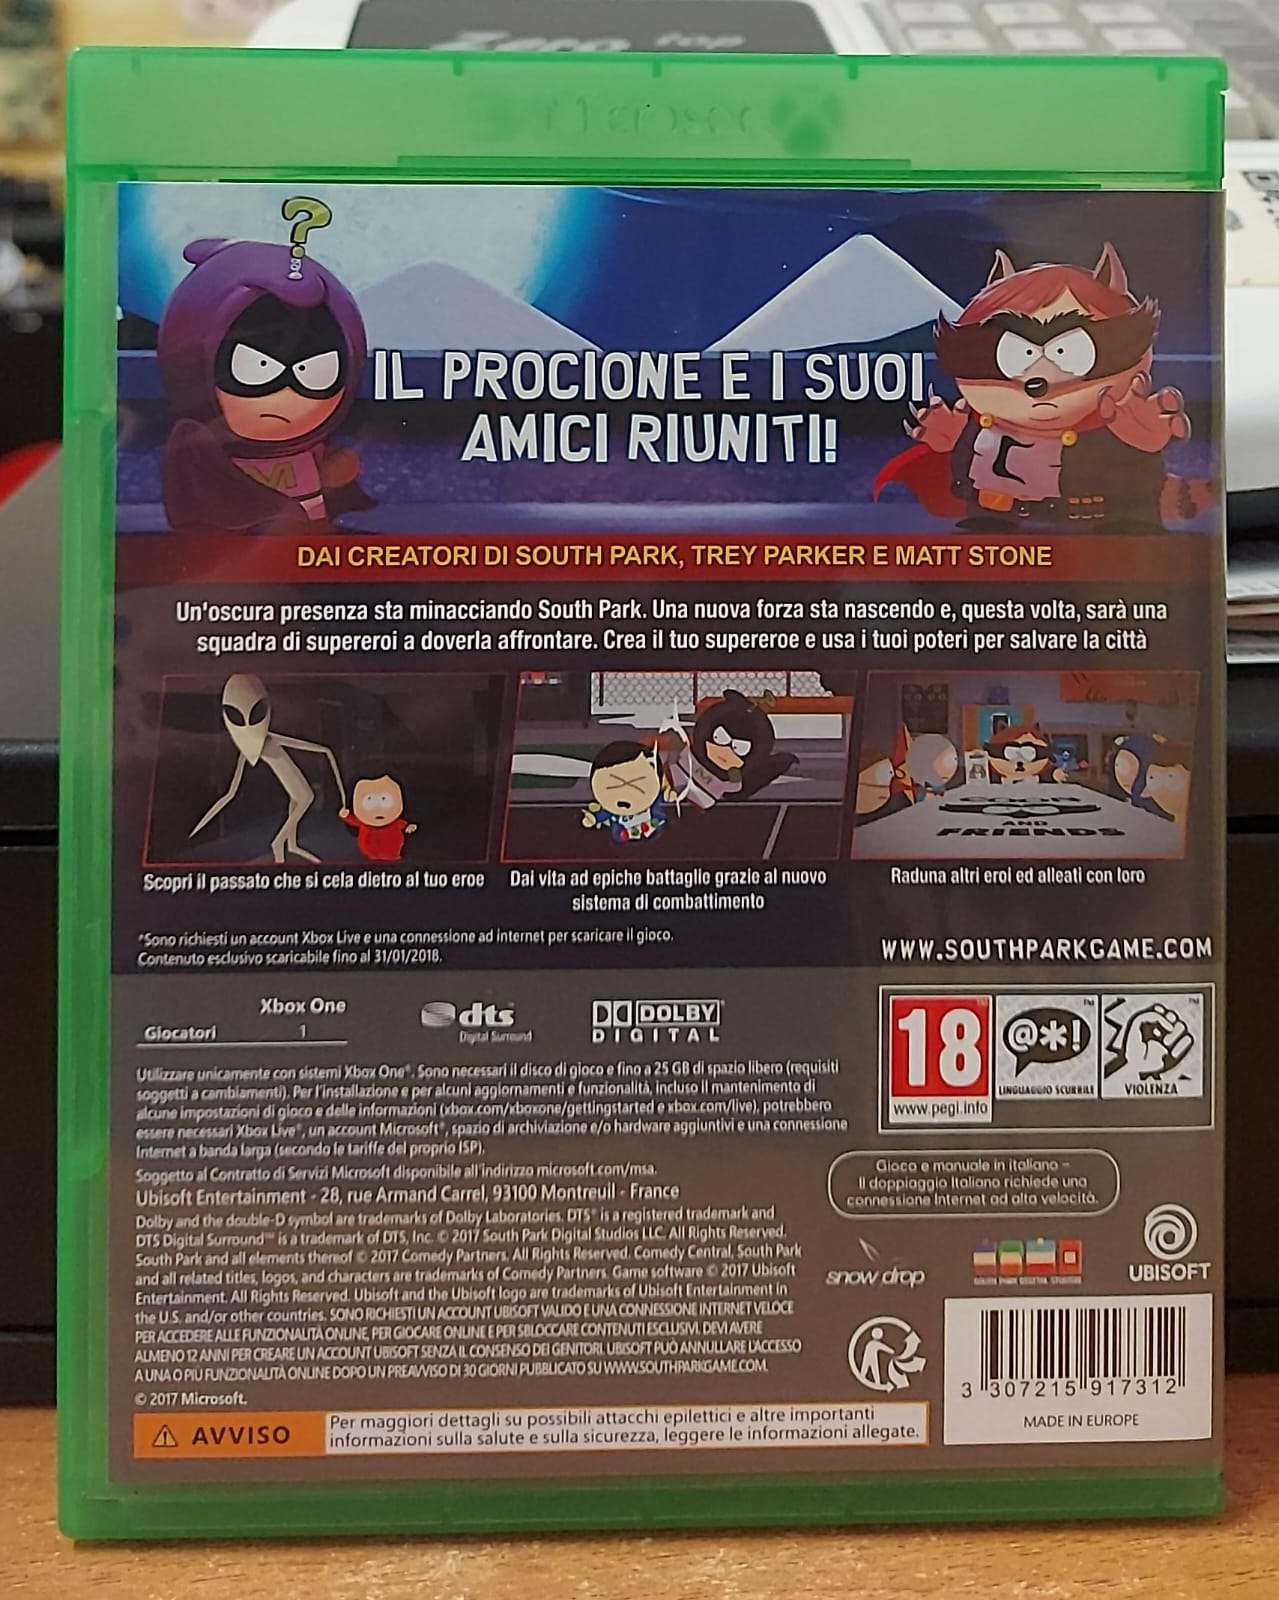 Zero top
Microsoft
?
M
IL PROCIONE E I SUOI
AMICI RIUNITI!
C
DAI CREATORI DI SOUTH PARK, TREY PARKER E MATT STONE
Un'oscura presenza sta minacciando South Park. Una nuova forza sta nascendo e, questa volta, sarà una
squadra di supereroi a doverla affrontare. Crea il tuo supereroe e usa i tuoi poteri per salvare la città
COON
AND
FRIENDS
Scopri il passato che si cela dietro al tuo eroe
Dai vita ad epiche battaglie grazie al nuovo
sistema di combattimento
Raduna altri eroi ed alleati con loro
*Sono richiesti un account Xbox Live e una connessione ad internet per scaricare il gioco.
Contenuto esclusivo scaricabile fino al 31/01/2018.
WWW.SOUTHPARKGAME.COM
Xbox One
Giocatori 1
dts
Digital Surround
DOLBY
DIGITAL
18
www.pegi.info
@*!
LINGUAGGIO SCURRILE
VIOLENZA
Utilizzare unicamente con sistemi Xbox One®. Sono necessari il disco di gioco e fino a 25 GB di spazio libero (requisiti
soggetti a cambiamenti). Per l'installazione e per alcuni aggiornamenti e funzionalità, incluso il mantenimento di
alcune impostazioni di gioco e delle informazioni (xbox.com/xboxone/gettingstarted e xbox.com/live), potrebbero
essere necessari Xbox Live®, un account Microsoft®, spazio di archiviazione e/o hardware aggiuntivi e una connessione
Internet a banda larga (secondo le tariffe del proprio ISP).
Soggetto al Contratto di Servizi Microsoft disponibile all'indirizzo microsoft.com/msa.
Ubisoft Entertainment - 28, rue Armand Carrel, 93100 Montreuil - France
Dolby and the double-D symbol are trademarks of Dolby Laboratories. DTS® is a registered trademark and
DTS Digital Surround™ is a trademark of DTS, Inc. © 2017 South Park Digital Studios LLC. All Rights Reserved.
South Park and all elements thereof © 2017 Comedy Partners. All Rights Reserved. Comedy Central, South Park
and all related titles, logos, and characters are trademarks of Comedy Partners. Game software © 2017 Ubisoft
Entertainment. All Rights Reserved. Ubisoft and the Ubisoft logo are trademarks of Ubisoft Entertainment in
the U.S. and/or other countries. SONO RICHIESTI UN ACCOUNT UBISOFT VALIDO E UNA CONNESSIONE INTERNET VELOCE
PER ACCEDERE ALLE FUNZIONALITÀ ONLINE, PER GIOCARE ONLINE E PER SBLOCCARE CONTENUTI ESCLUSIVI. DEVI AVERE
ALMENO 12 ANNI PER CREARE UN ACCOUNT UBISOFT SENZA IL CONSENSO DEI GENITORI. UBISOFT PUÒ ANNULLARE L'ACCESSO
A UNA O PIÙ FUNZIONALITÀ ONLINE DOPO UN PREAVVISO DI 30 GIORNI PUBBLICATO SU WWW.SOUTHPARKGAME.COM.
© 2017 Microsoft.
Gioco e manuale in italiano –
Il doppiaggio Italiano richiede una
connessione Internet ad alta velocità.
snow drop
SOUTH PARK DIGITAL STUDIOS
UBISOFT
3 307215 917312
MADE IN EUROPE
AVVISO
Per maggiori dettagli su possibili attacchi epilettici e altre importanti
informazioni sulla salute e sulla sicurezza, leggere le informazioni allegate.